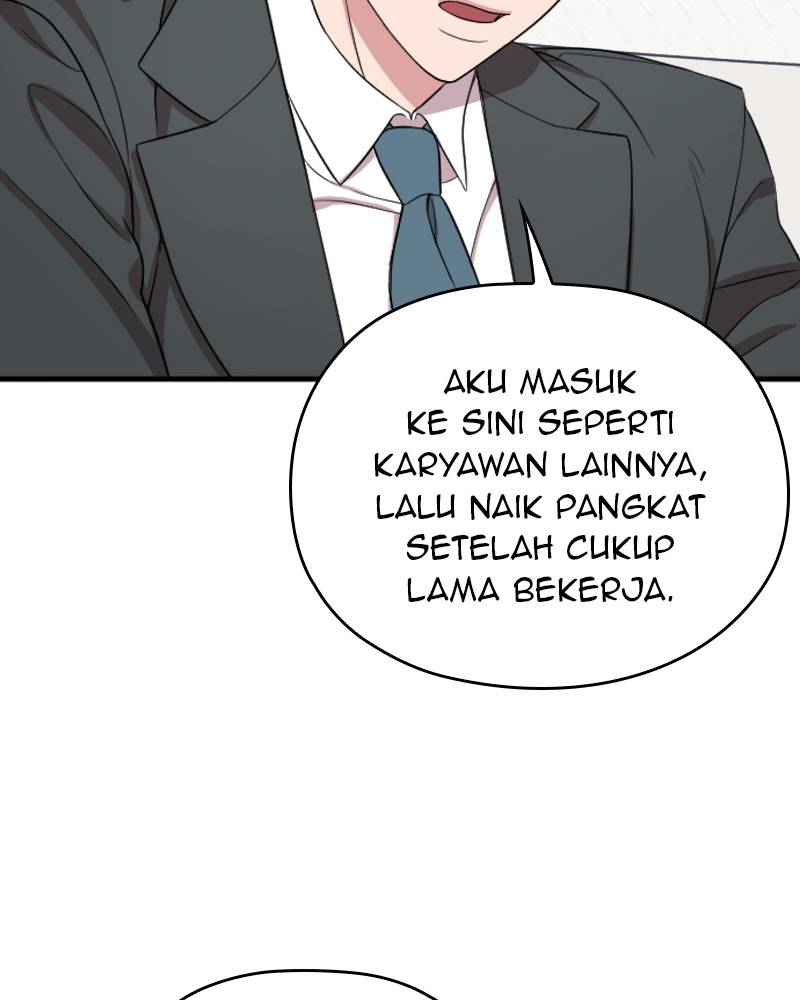 AKU MASUK
KE SINI SEPERTI
KARYAWAN LAINNYA,
LALU NAIK PANGKAT
SETELAH CUKUP
LAMA BEKERJA.